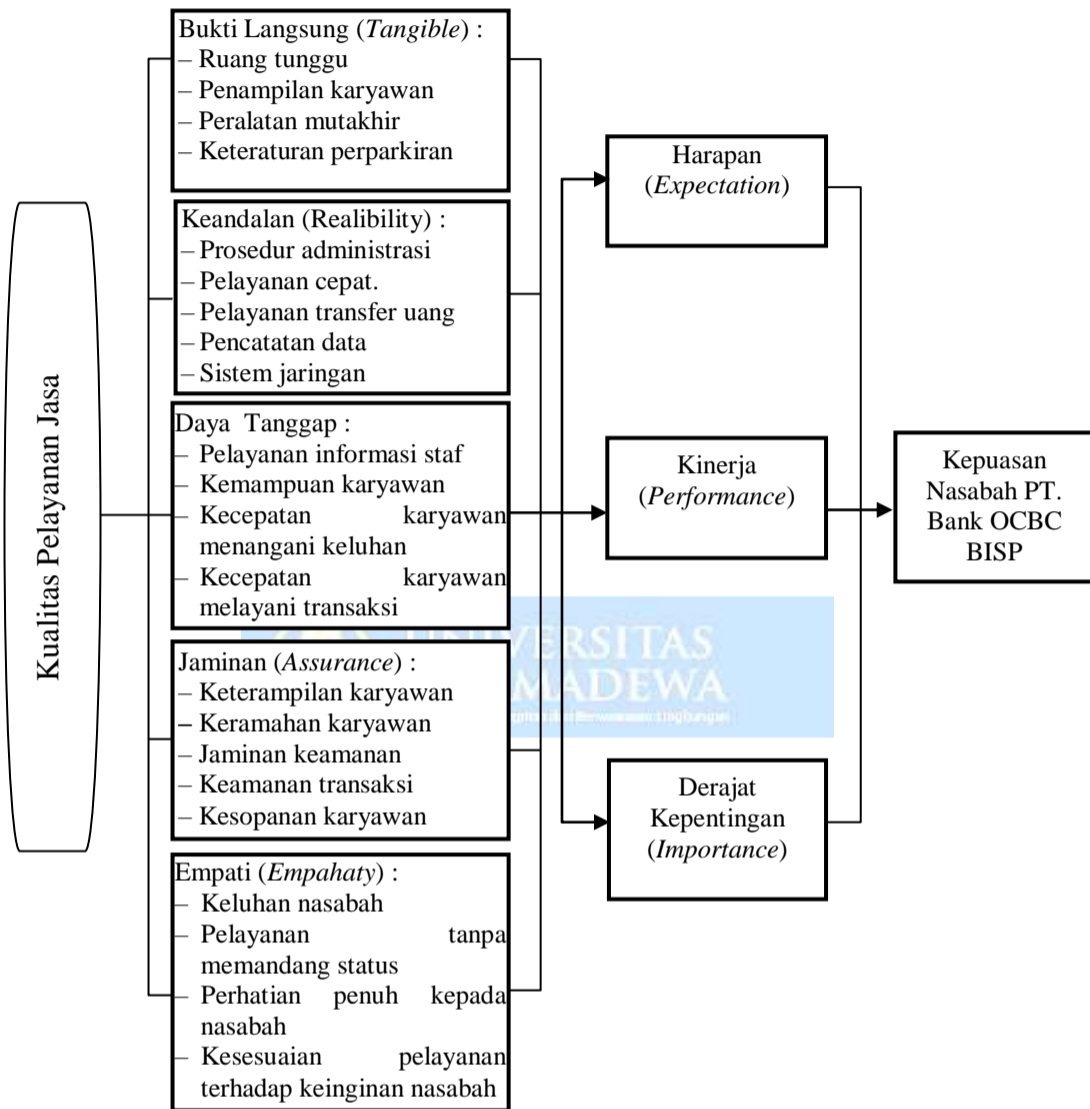 Kualitas Pelayanan Jasa
Bukti Langsung (Tangible) :
– Ruang tunggu
– Penampilan karyawan
– Peralatan mutakhir
– Keteraturan perparkiran
Keandalan (Realibility) :
– Prosedur administrasi
– Pelayanan cepat.
– Pelayanan transfer uang
– Pencatatan data
– Sistem jaringan
Daya Tanggap :
– Pelayanan informasi staf
– Kemampuan karyawan
– Kecepatan karyawan
menangani keluhan
– Kecepatan karyawan
melayani transaksi
Jaminan (Assurance) :
– Keterampilan karyawan
– Keramahan karyawan
– Jaminan keamanan
– Keamanan transaksi
– Kesopanan karyawan
Empati (Empahaty) :
– Keluhan nasabah
– Pelayanan tanpa
memandang status
– Perhatian penuh kepada
nasabah
– Kesesuaian pelayanan
terhadap keinginan nasabah
Harapan
(Expectation)
Kinerja
(Performance)
Derajat
Kepentingan
(Importance)
Kepuasan
Nasabah PT.
Bank OCBC
BISP
VERSITAS
MADEWA